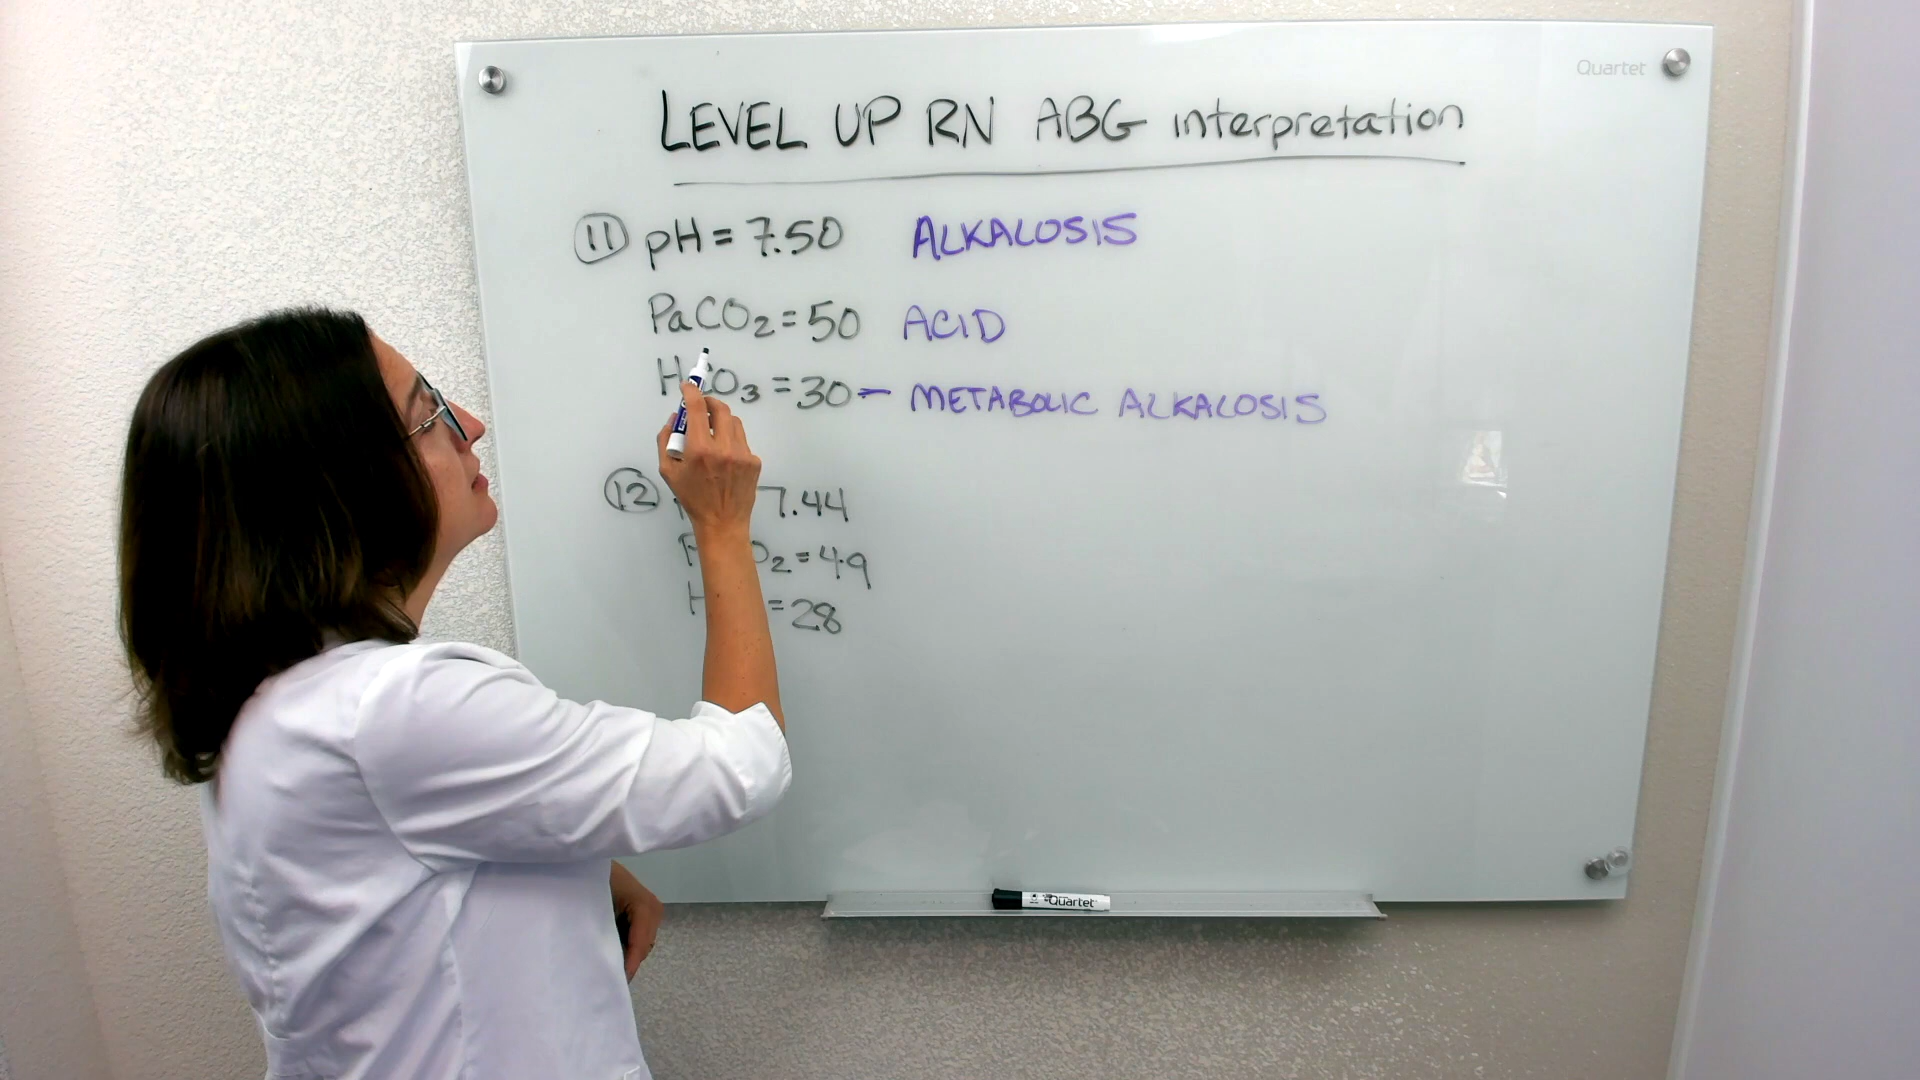 Quartet
LEVEL UP RN ABG interpretation
11 pH = 7.50 ALKALOSIS
PaCO2 = 50 ACID
HCO3 = 30 - METABOLIC ALKALOSIS
12 7.44
2 = 49
= 28
Quartet